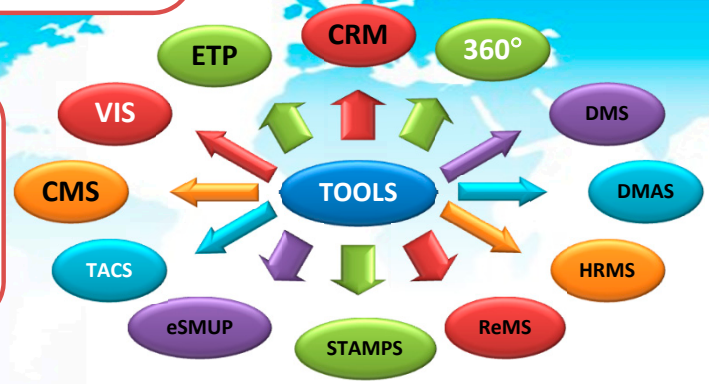 CRM
ETP
360°
VIS
DMS
CMS
TOOLS
DMAS
TACS
HRMS
eSMUP
ReMS
STAMPS